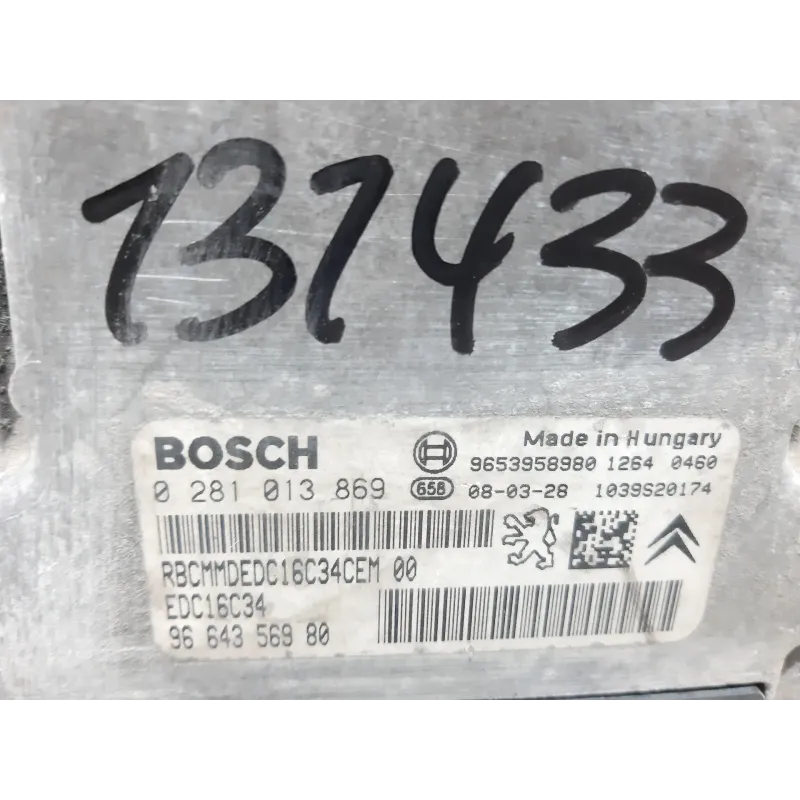 131433
BOSCH
Made in Hungary
9653958980 1264 0460
0 281 013 869
658
08-03-28 1039S20174
RBCMMDEDC16C34CEM 00
EDC16C34
96 643 569 80